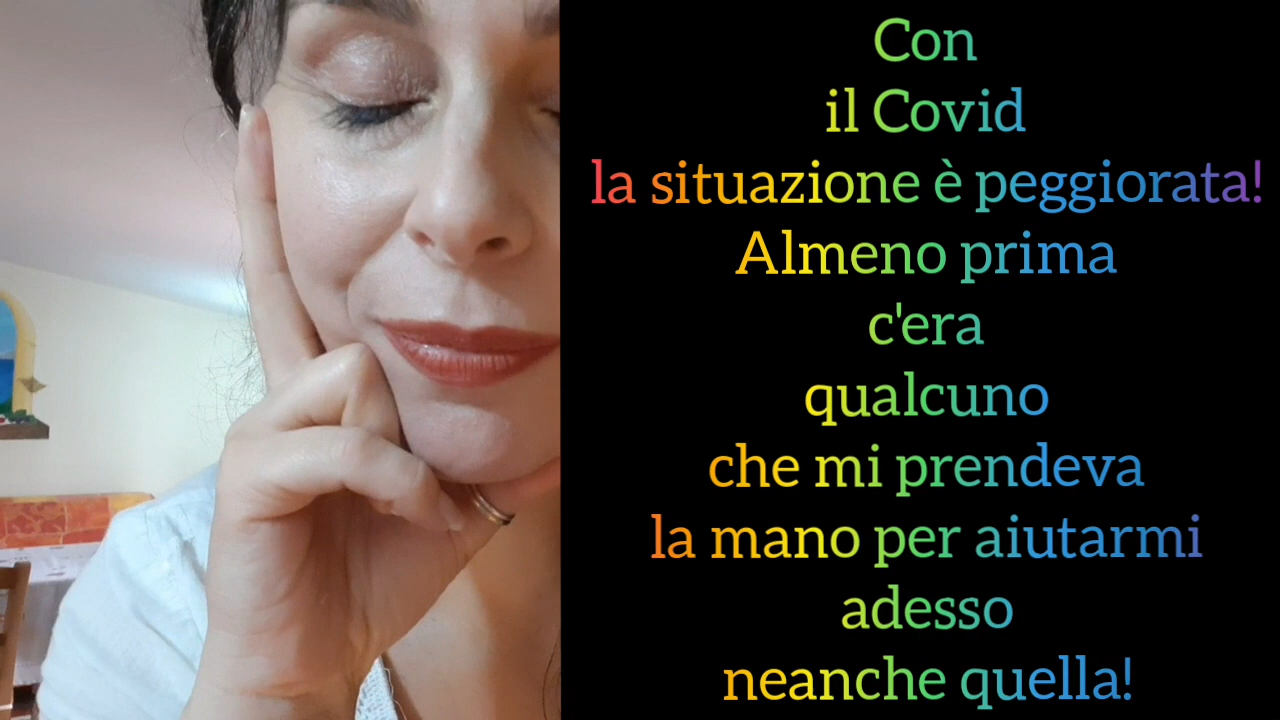 Con
il Covid
la situazione è peggiorata!
Almeno prima
c'era
qualcuno
che mi prendeva
la mano per aiutarmi
adesso
neanche quella!